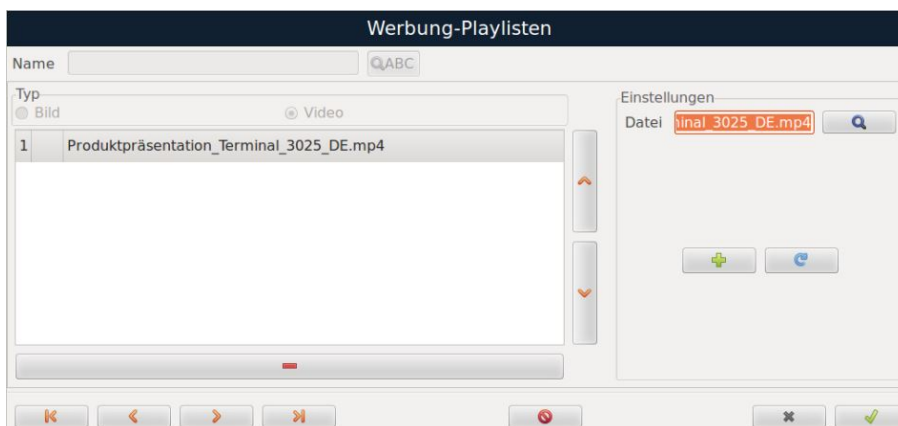 Werbung-Playlisten
Name
ABC
Typ
Bild
Video
1 Produktpräsentation_Terminal_3025_DE.mp4
Einstellungen
Datei
inal_3025_DE.mp4